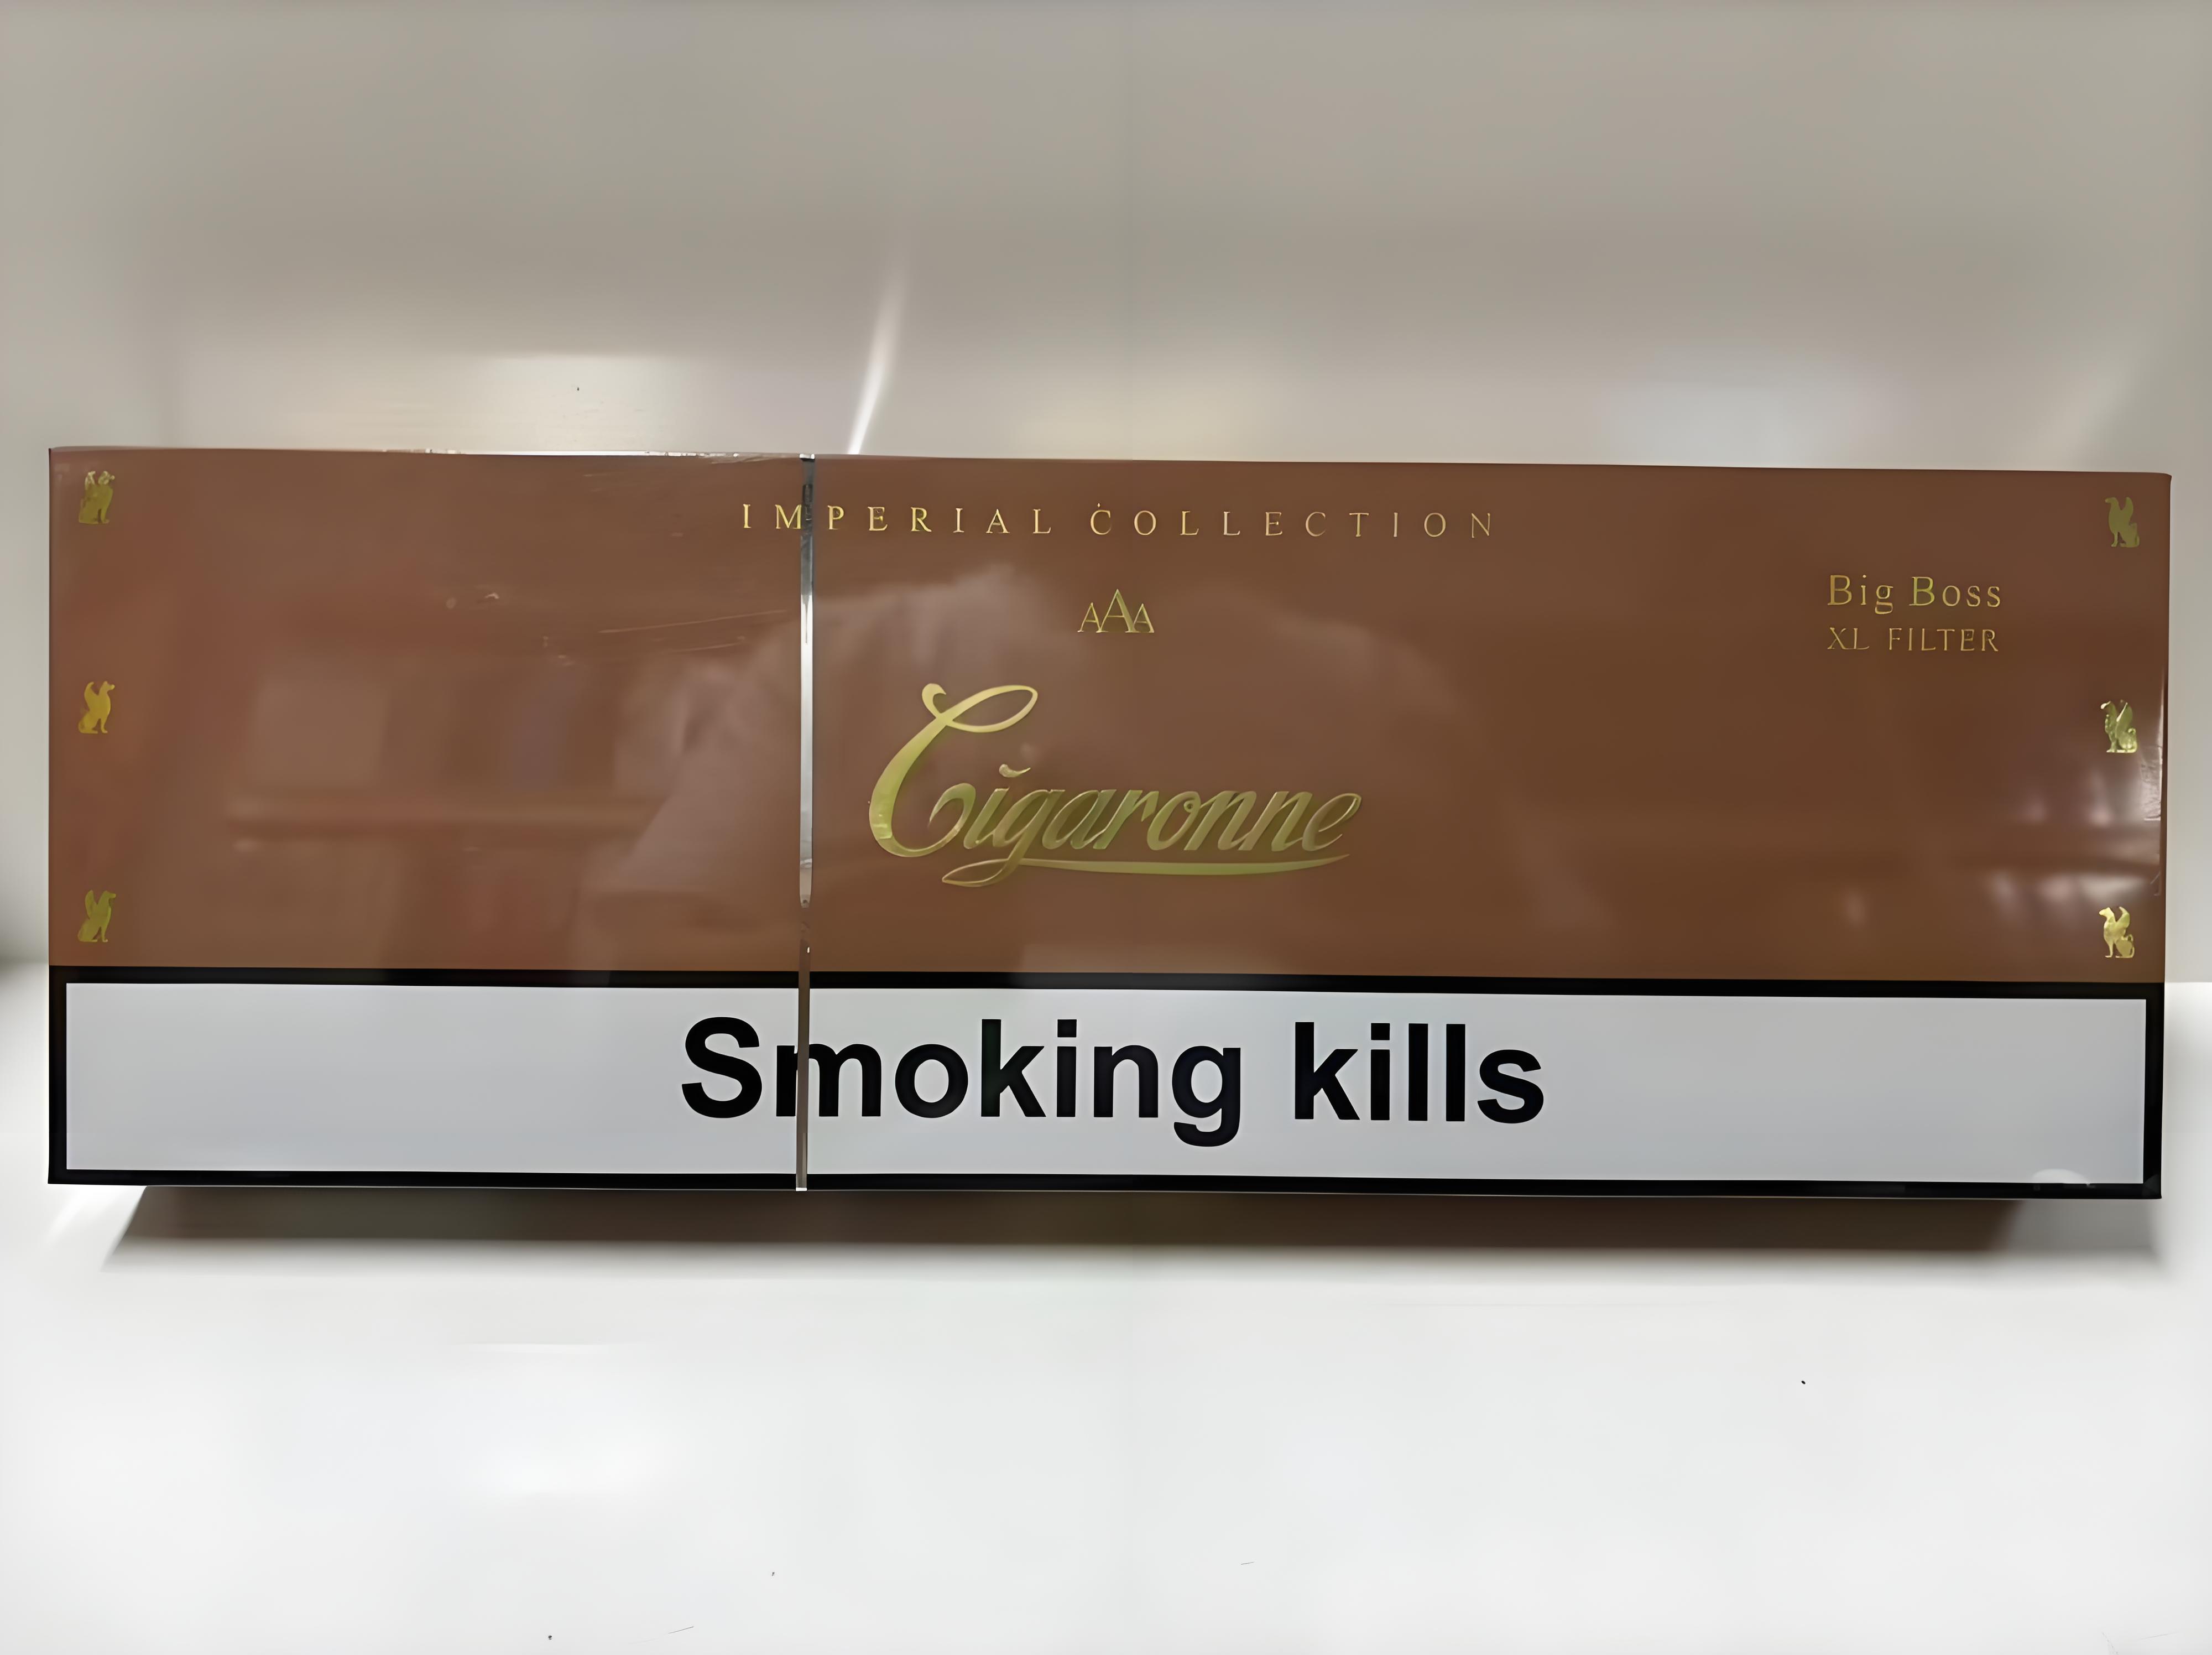 IMPERIAL COLLECTION
AAA
Big Boss
XL FILTER
Cigaronne
Smoking kills